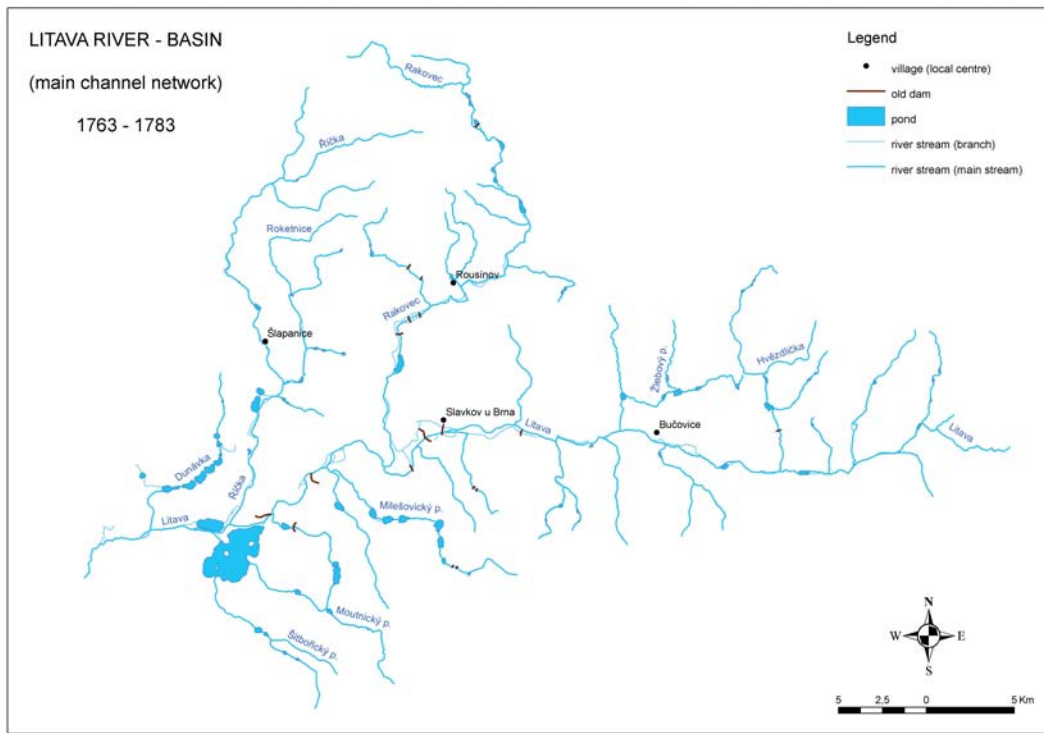 LITAVA RIVER - BASIN
(main channel network)
1763 - 1783
Legend
village (local centre)
old dam
pond
river stream (branch)
river stream (main stream)
Rakovec
Říčka
Roketnice
Rousínov
Rakovec
Šlapanice
Žlebový p.
Hvězdlička
Slavkov u Brna
Litava
Bučovice
Litava
Dunávka
Říčka
Milešovický p.
Litava
Moutnický p.
Šitbořický p.
N
W E
S
5 2,5 0 5 Km